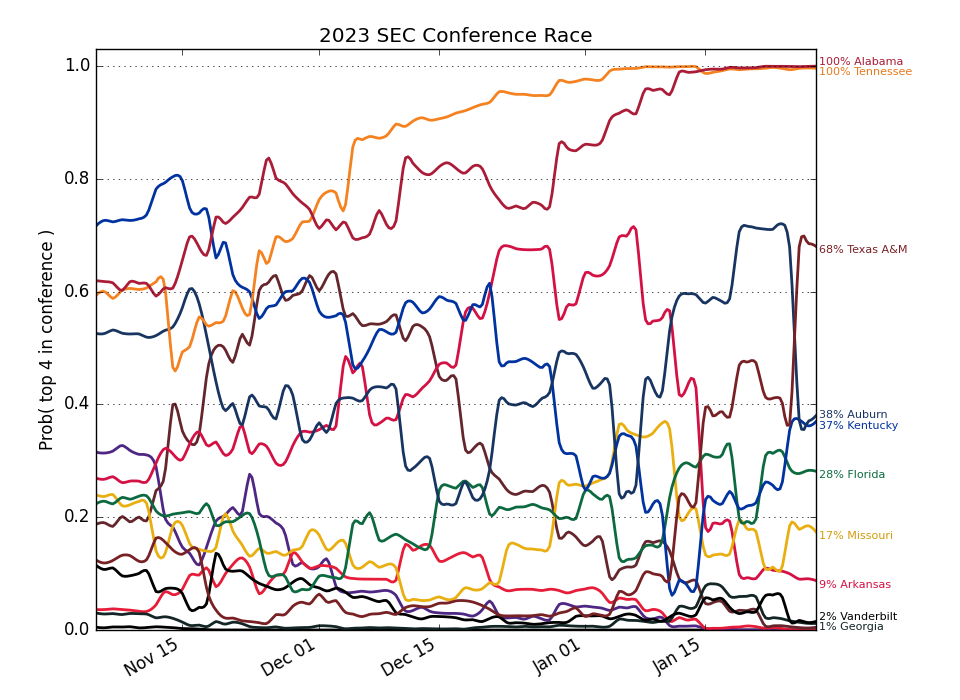 2023 SEC Conference Race
Prob( top 4 in conference )
1.0
0.8
0.6
0.4
0.2
0.0
Nov 15
Dec 01
Dec 15
Jan 01
Jan 15
100% Alabama
100% Tennessee
68% Texas A&M
38% Auburn
37% Kentucky
28% Florida
17% Missouri
9% Arkansas
2% Vanderbilt
1% Georgia